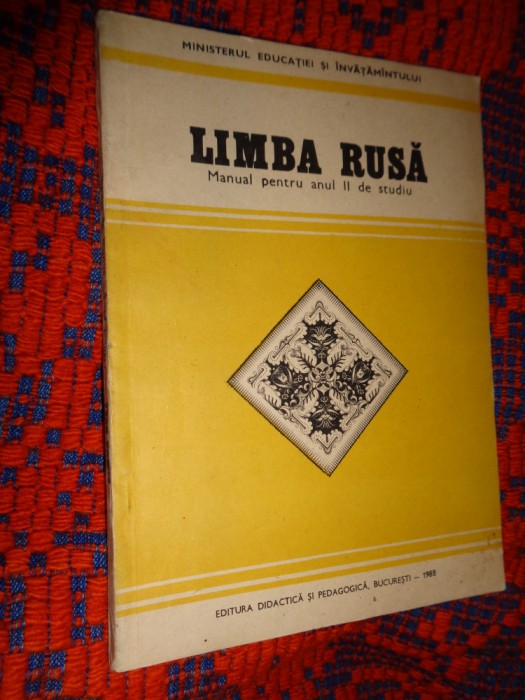 MINISTERUL EDUCAȚIEI ȘI ÎNVĂȚĂMÎNTULUI
LIMBA RUSĂ
Manual pentru anul II de studiu
EDITURA DIDACTICĂ ȘI PEDAGOGICĂ, BUCUREȘTI – 1988